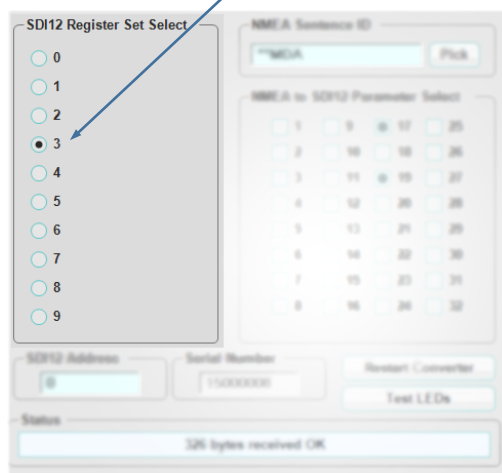 SDI12 Register Set Select
0
1
2
3
4
5
6
7
8
9
NMEA Sentence ID
**MDA Pick
NMEA to SDI12 Parameter Select
1 9 17 25
2 10 18 26
3 11 19 27
4 12 20 28
5 13 21 29
6 14 22 30
7 15 23 31
8 16 24 32
SDI12 Address
0
Serial Number
15000008
Restart Converter
Test LEDs
Status
326 bytes received OK